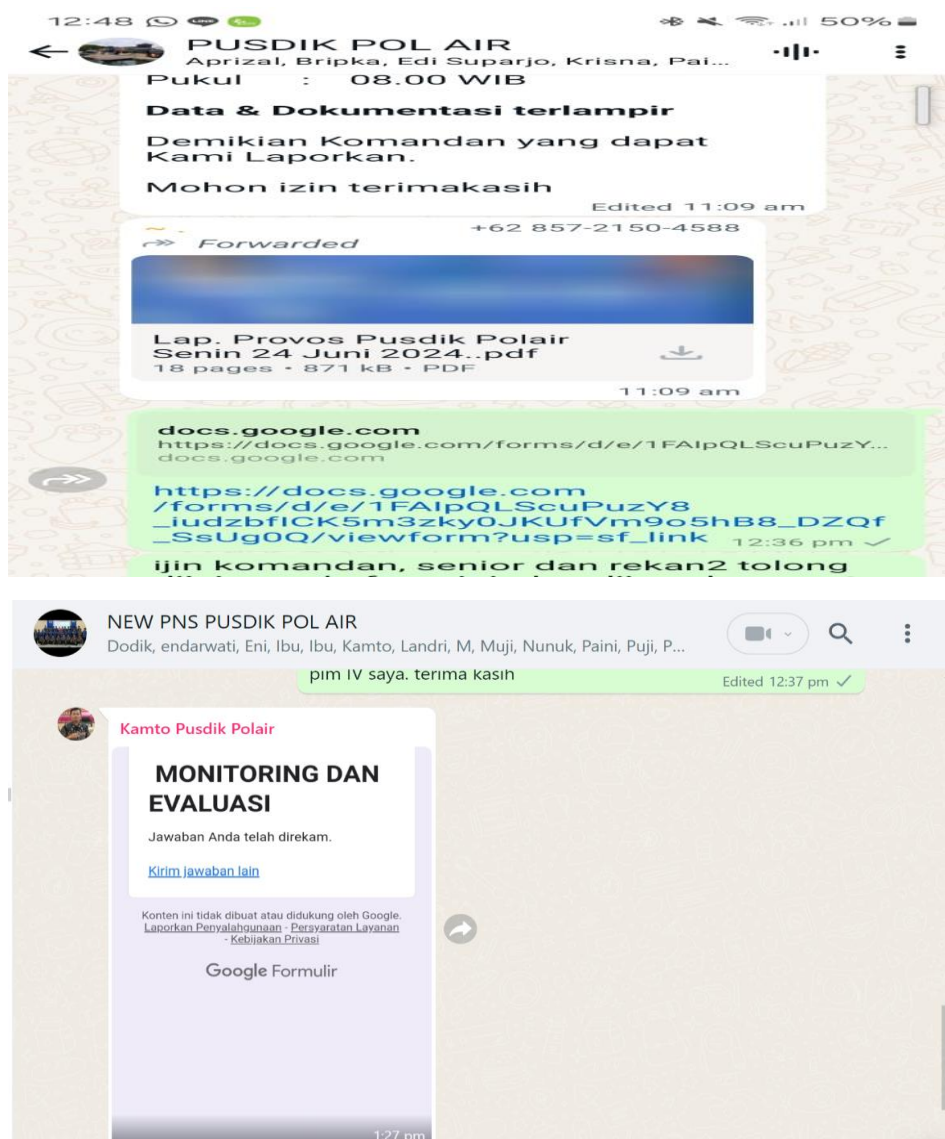 12:48
50%
PUSDIK POL AIR
Aprizal, Bripka, Edi Suparjo, Krisna, Pai...
Pukul : 08.00 WIB
Data & Dokumentasi terlampir
Demikian Komandan yang dapat
Kami Laporkan.
Mohon izin terimakasih
Edited 11:09 am
~ . +62 857-2150-4588
Forwarded
Lap. Provos Pusdik Polair
Senin 24 Juni 2024..pdf
18 pages • 871 kB • PDF
11:09 am
docs.google.com
https://docs.google.com/forms/d/e/1FAIpQLScuPuzY...
docs.google.com
https://docs.google.com
/forms/d/e/1FAIpQLScuPuzY8
_iudzbfICK5m3zky0JKUfVm9o5hB8_DZQf
_SsUg0Q/viewform?usp=sf_link 12:36 pm
ijin komandan, senior dan rekan2 tolong
NEW PNS PUSDIK POL AIR
Dodik, endarwati, Eni, Ibu, Ibu, Kamto, Landri, M, Muji, Nunuk, Paini, Puji, P...
pim IV saya. terima kasih
Edited 12:37 pm
Kamto Pusdik Polair
MONITORING DAN
EVALUASI
Jawaban Anda telah direkam.
Kirim jawaban lain
Konten ini tidak dibuat atau didukung oleh Google.
Laporkan Penyalahgunaan - Persyaratan Layanan
- Kebijakan Privasi
Google Formulir
1:27 pm